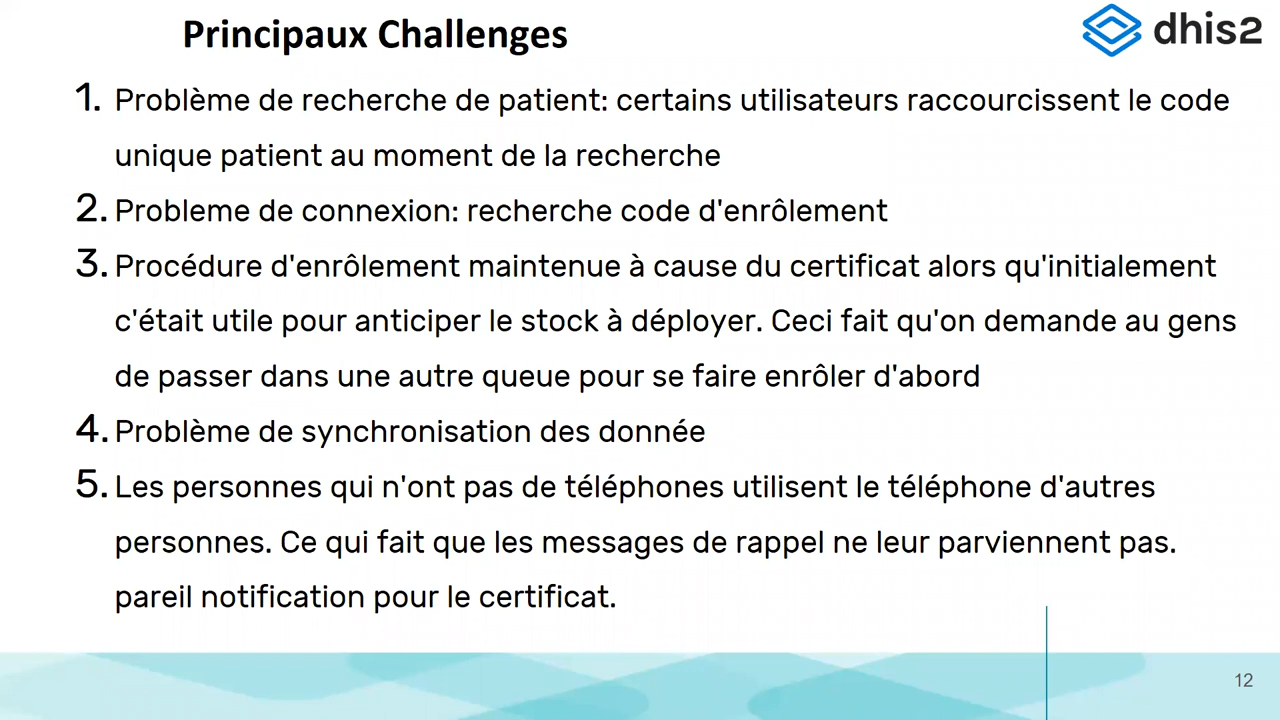 Principaux Challenges
dhis2
1. Problème de recherche de patient: certains utilisateurs raccourcissent le code
unique patient au moment de la recherche
2. Probleme de connexion: recherche code d'enrôlement
3. Procédure d'enrôlement maintenue à cause du certificat alors qu'initialement
c'était utile pour anticiper le stock à déployer. Ceci fait qu'on demande au gens
de passer dans une autre queue pour se faire enrôler d'abord
4. Problème de synchronisation des donnée
5. Les personnes qui n'ont pas de téléphones utilisent le téléphone d'autres
personnes. Ce qui fait que les messages de rappel ne leur parviennent pas.
pareil notification pour le certificat.
12